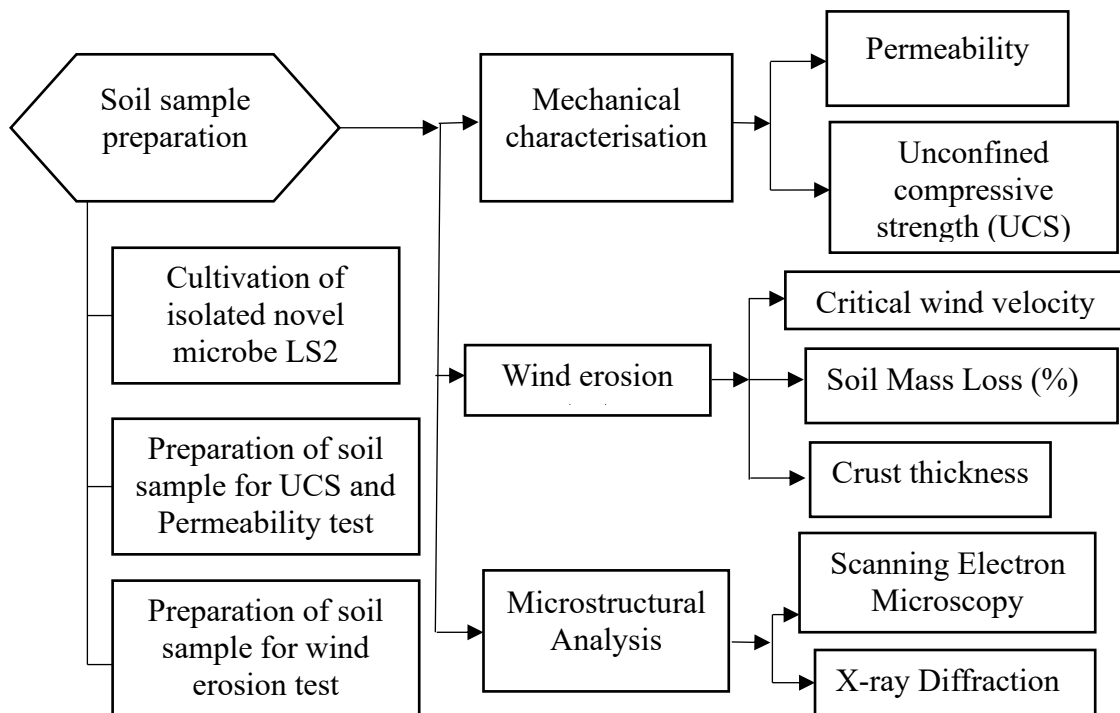 Soil sample
preparation
Cultivation of
isolated novel
microbe LS2
Preparation of soil
sample for UCS and
Permeability test
Preparation of soil
sample for wind
erosion test
Mechanical
characterisation
Permeability
Unconfined
compressive
strength (UCS)
Wind erosion
Critical wind velocity
Soil Mass Loss (%)
Crust thickness
Microstructural
Analysis
Scanning Electron
Microscopy
X-ray Diffraction